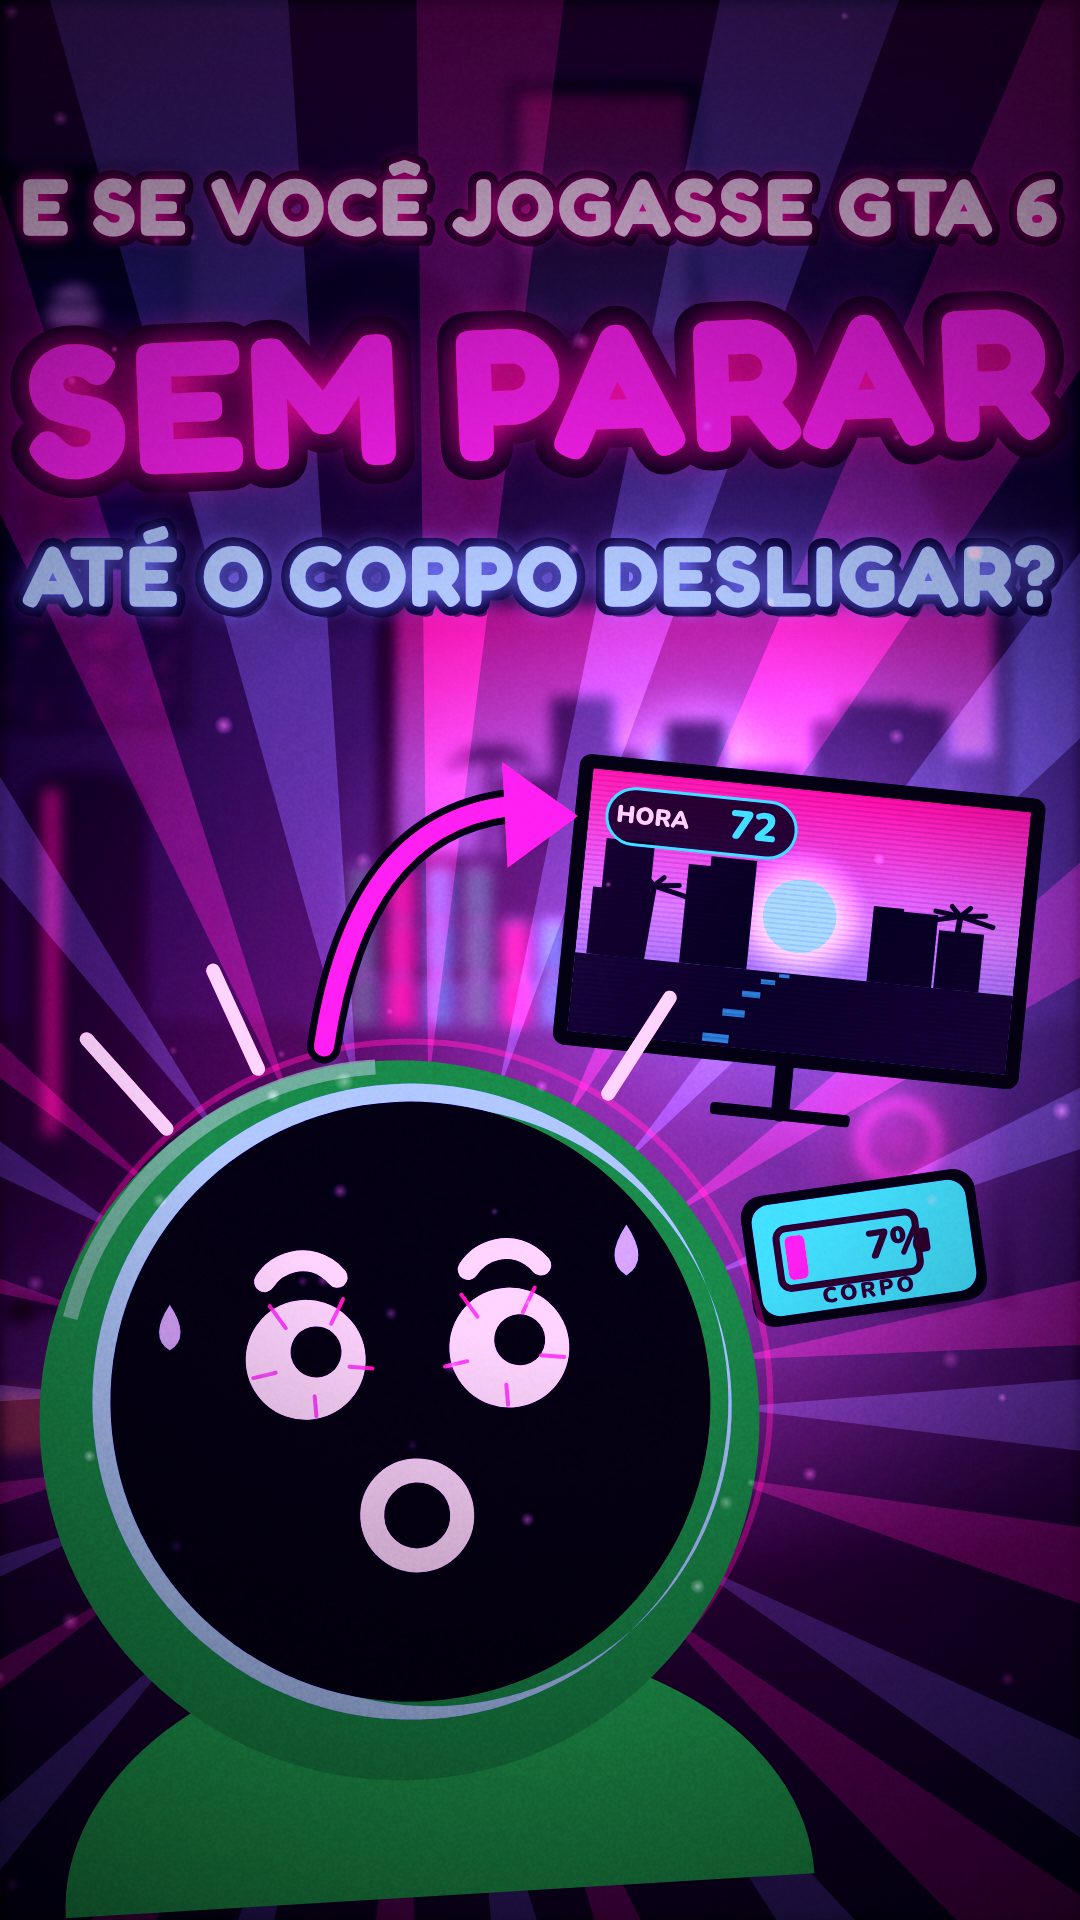 E SE VOCÊ JOGASSE GTA 6
SEM PARAR
ATÉ O CORPO DESLIGAR?
HORA 72
7%
CORPO